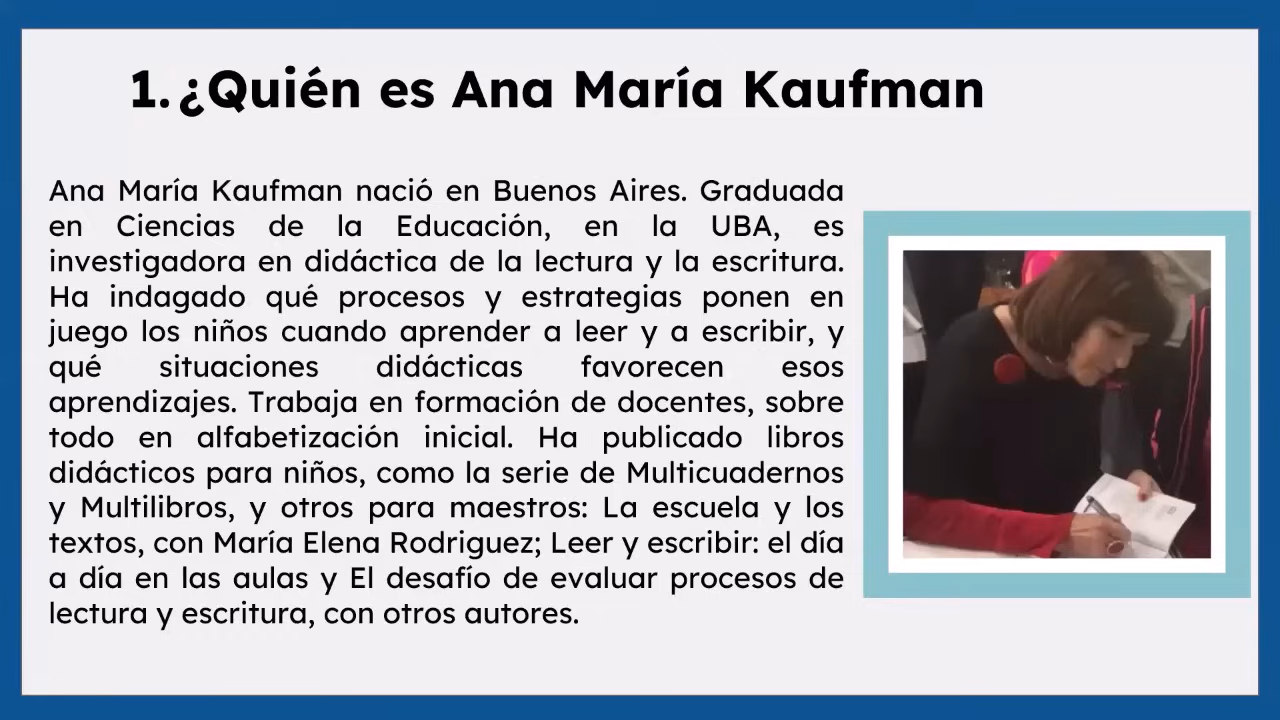 1. ¿Quién es Ana María Kaufman
Ana María Kaufman nació en Buenos Aires. Graduada
en Ciencias de la Educación, en la UBA, es
investigadora en didáctica de la lectura y la escritura.
Ha indagado qué procesos y estrategias ponen en
juego los niños cuando aprender a leer y a escribir, y
qué situaciones didácticas favorecen esos
aprendizajes. Trabaja en formación de docentes, sobre
todo en alfabetización inicial. Ha publicado libros
didácticos para niños, como la serie de Multicuadernos
y Multilibros, y otros para maestros: La escuela y los
textos, con María Elena Rodriguez; Leer y escribir: el día
a día en las aulas y El desafío de evaluar procesos de
lectura y escritura, con otros autores.